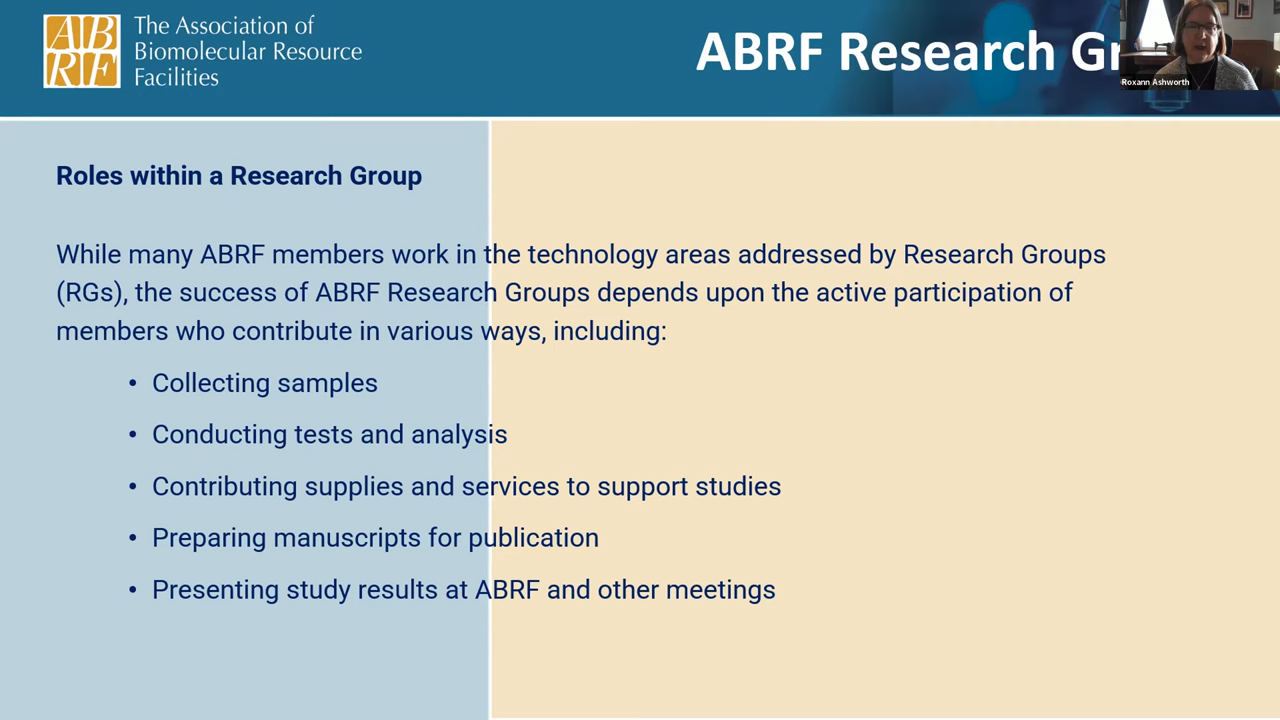 ABRF
The Association of
Biomolecular Resource
Facilities
ABRF Research Gr
Roxann Ashworth
Roles within a Research Group
While many ABRF members work in the technology areas addressed by Research Groups
(RGs), the success of ABRF Research Groups depends upon the active participation of
members who contribute in various ways, including:
• Collecting samples
• Conducting tests and analysis
• Contributing supplies and services to support studies
• Preparing manuscripts for publication
• Presenting study results at ABRF and other meetings